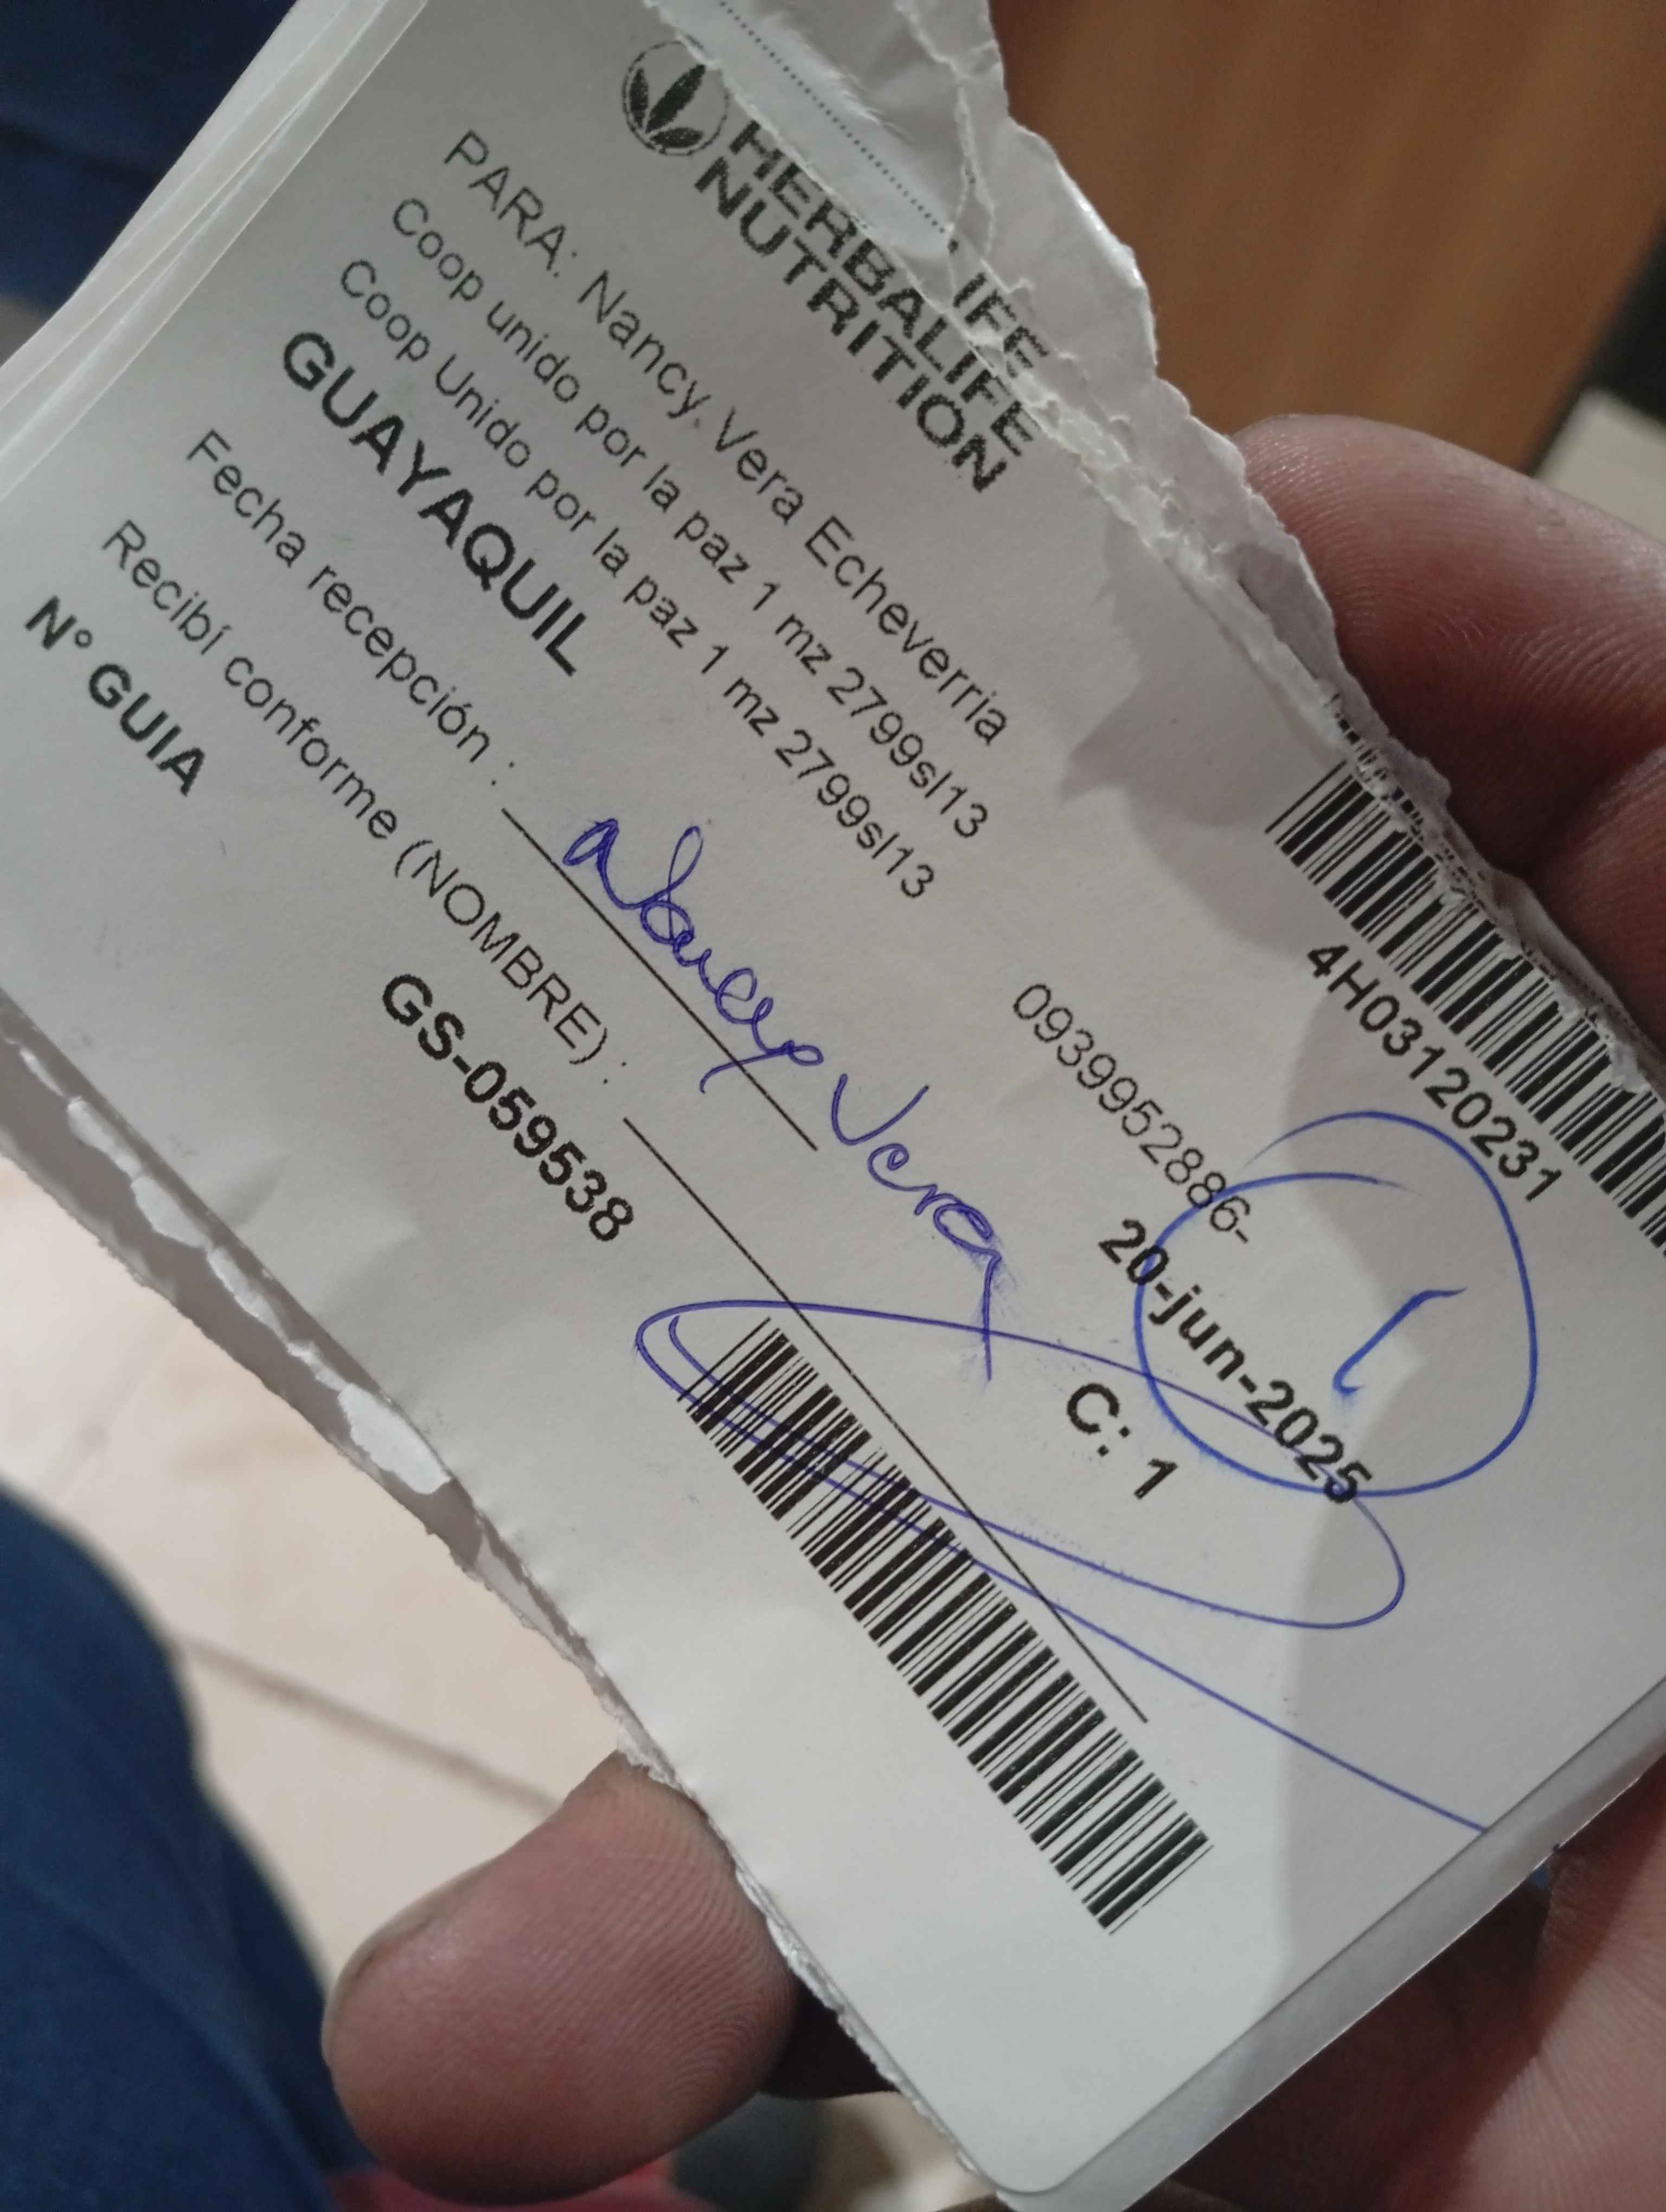 HERBALIFE
NUTRITION
4H03120231
PARA: Nancy Vera Echeverria
Coop unido por la paz 1 mz 2799sl13
Coop Unido por la paz 1 mz 2799sl13
0939952886-
GUAYAQUIL
20-jun-2025
1
Fecha recepción :
Nancy Vera
C: 1
Recibí conforme (NOMBRE) :
N° GUIA
GS-059538